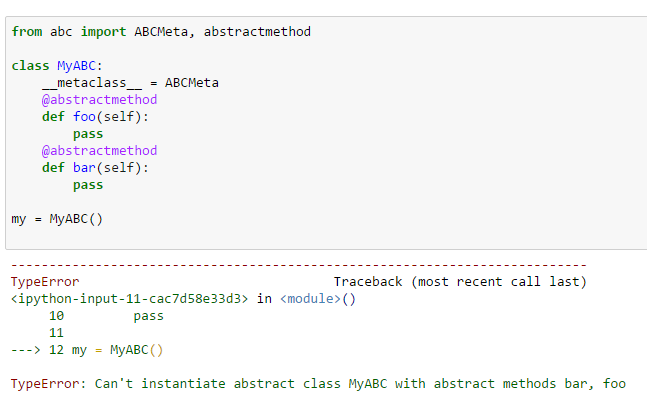 from abc import ABCMeta, abstractmethod
class MyABC:
    __metaclass__ = ABCMeta
    @abstractmethod
    def foo(self):
        pass
    @abstractmethod
    def bar(self):
        pass
my = MyABC()
---------------------------------------------------------------------------
TypeError                                 Traceback (most recent call last)
<ipython-input-11-cac7d58e33d3> in <module>()
     10         pass
     11
---> 12 my = MyABC()
TypeError: Can't instantiate abstract class MyABC with abstract methods bar, foo